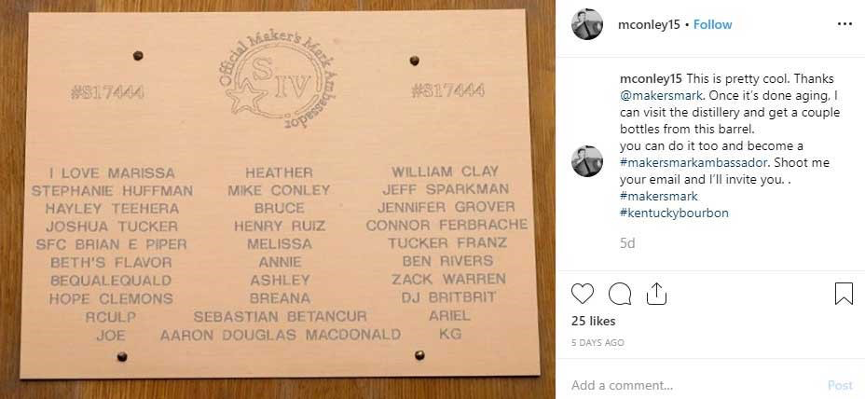 Official Maker's Mark Ambassador
S IV
#817444
#817444
I LOVE MARISSA HEATHER WILLIAM CLAY
STEPHANIE HUFFMAN MIKE CONLEY JEFF SPARKMAN
HAYLEY TEEHERA BRUCE JENNIFER GROVER
JOSHUA TUCKER HENRY RUIZ CONNOR FERBRACHE
SFC BRIAN E PIPER MELISSA TUCKER FRANZ
BETH'S FLAVOR ANNIE BEN RIVERS
8EQUALEQUALD ASHLEY ZACK WARREN
HOPE CLEMONS BREANA DJ BRITBRIT
RCULP SEBASTIAN BETANCUR ARIEL
JOE AARON DOUGLAS MACDONALD KG
mconley15 • Follow
mconley15 This is pretty cool. Thanks
@makersmark. Once it's done aging, I
can visit the distillery and get a couple
bottles from this barrel.
you can do it too and become a
#makersmarkambassador. Shoot me
your email and I'll invite you. .
#makersmark
#kentuckybourbon
5d
25 likes
5 DAYS AGO
Add a comment... Post